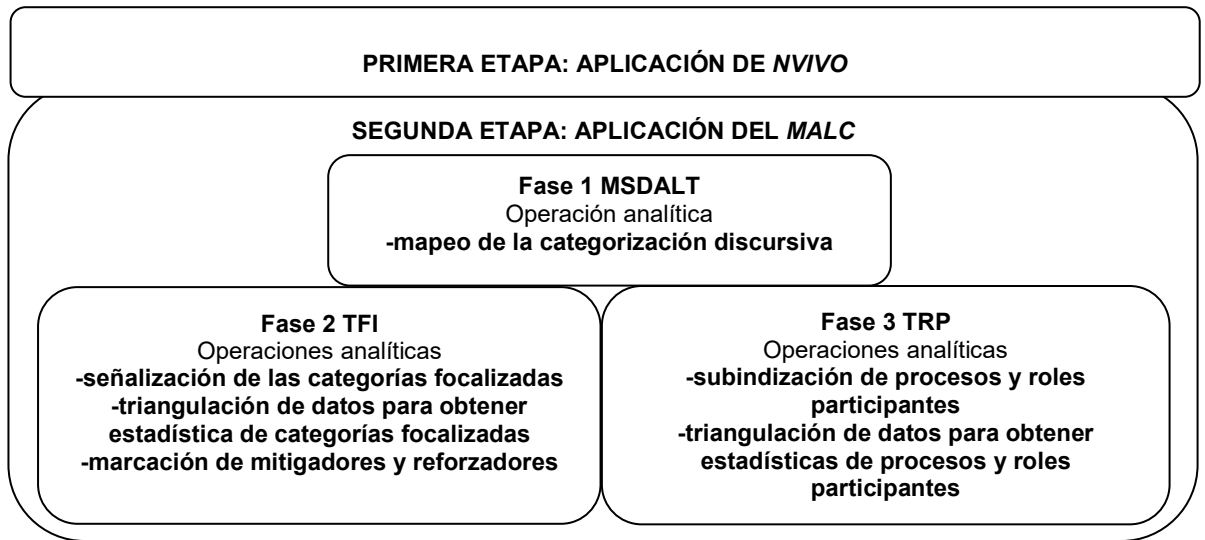 PRIMERA ETAPA: APLICACIÓN DE NVIVO
SEGUNDA ETAPA: APLICACIÓN DEL MALC
Fase 1 MSDALT
Operación analítica
-mapeo de la categorización discursiva
Fase 2 TFI
Operaciones analíticas
-señalización de las categorías focalizadas
-triangulación de datos para obtener
estadística de categorías focalizadas
-marcación de mitigadores y reforzadores
Fase 3 TRP
Operaciones analíticas
-subindización de procesos y roles
participantes
-triangulación de datos para obtener
estadísticas de procesos y roles
participantes